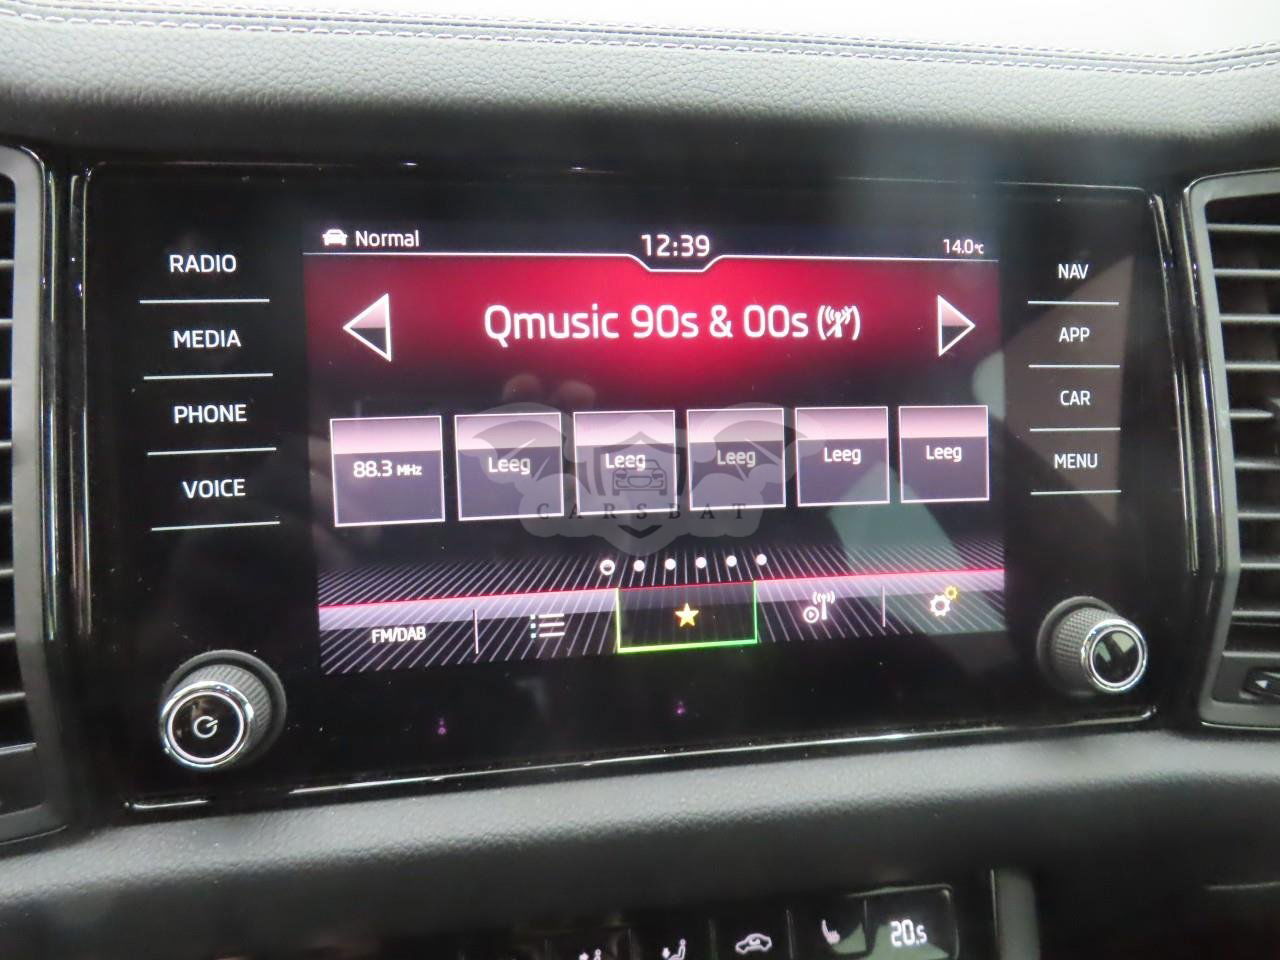 Normal
12:39
14.0°C
RADIO
MEDIA
PHONE
VOICE
Qmusic 90s & 00s
NAV
APP
CAR
MENU
88.3 MHz
Leeg
Leeg
Leeg
Leeg
Leeg
CARSBAT
FM/DAB
20.5